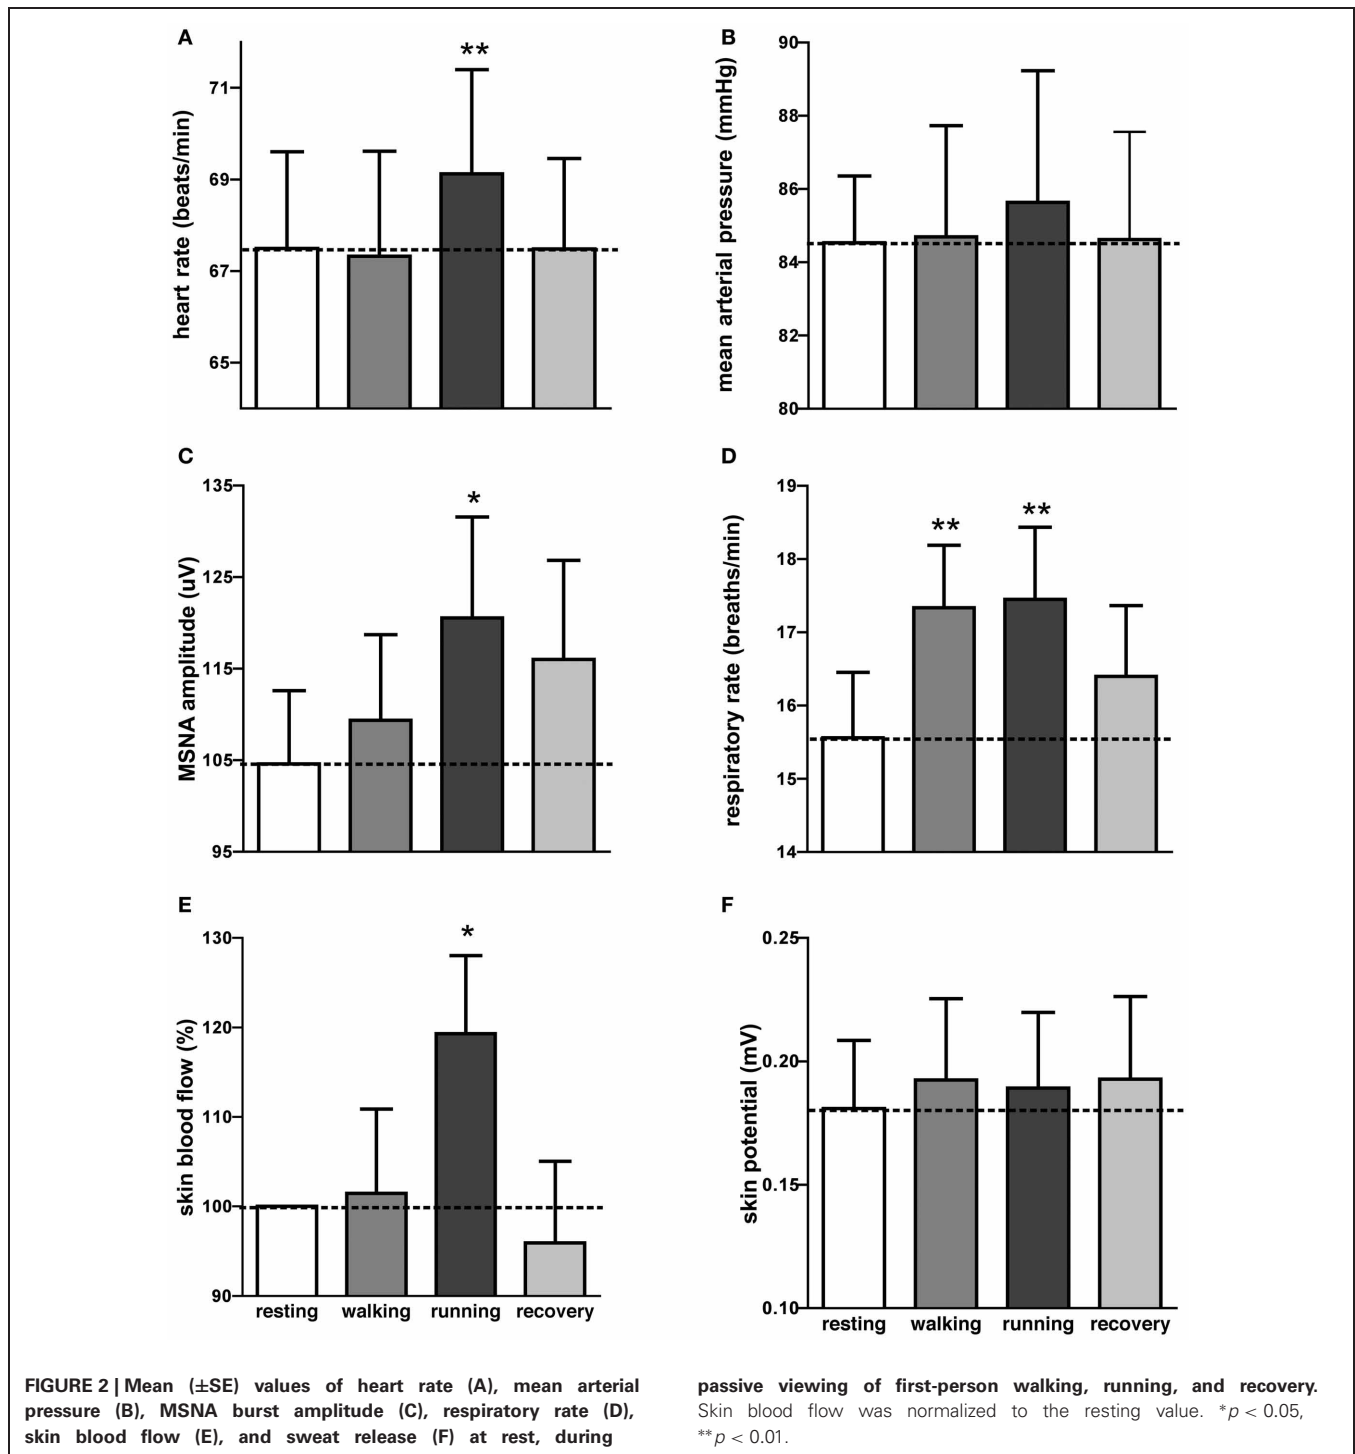 A
**
71
69
67
65
heart rate (beats/min)
B
90
88
86
84
82
80
mean arterial pressure (mmHg)
C
*
135
125
115
105
95
MSNA amplitude (uV)
D
** **
19
18
17
16
15
14
respiratory rate (breaths/min)
E
*
130
120
110
100
90
skin blood flow (%)
resting walking running recovery
F
0.25
0.20
0.15
0.10
skin potential (mV)
resting walking running recovery
FIGURE 2 | Mean (±SE) values of heart rate (A), mean arterial
pressure (B), MSNA burst amplitude (C), respiratory rate (D),
skin blood flow (E), and sweat release (F) at rest, during
passive viewing of first-person walking, running, and recovery.
Skin blood flow was normalized to the resting value. *p < 0.05,
**p < 0.01.